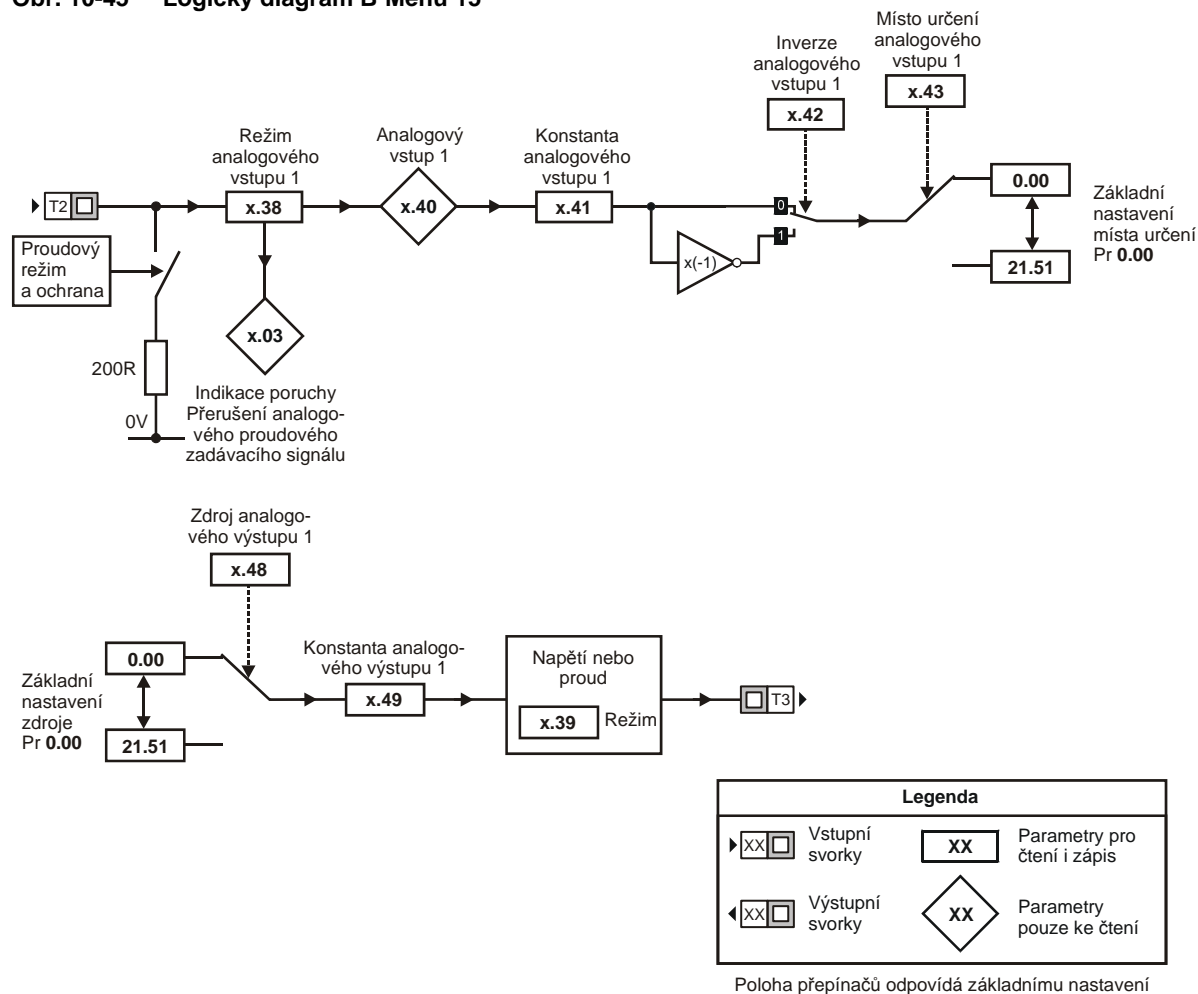 Obr. 10-45 Logický diagram B Menu 15
Místo určení
analogového
vstupu 1
x.43
Inverze
analogového
vstupu 1
x.42
Režim
analogového
vstupu 1
x.38
Analogový
vstup 1
x.40
Konstanta
analogového
vstupu 1
x.41
T2
0
1
x(-1)
0.00
21.51
Základní
nastavení
místa určení
Pr 0.00
Proudový
režim
a ochrana
200R
0V
x.03
Indikace poruchy
Přerušení analogo-
vého proudového
zadávacího signálu
Zdroj analogo-
vého výstupu 1
x.48
0.00
21.51
Základní
nastavení
zdroje
Pr 0.00
Konstanta analogo-
vého výstupu 1
x.49
Napětí nebo
proud
x.39 Režim
T3
Legenda
XX Vstupní
svorky
XX Parametry pro
čtení i zápis
XX Výstupní
svorky
XX Parametry
pouze ke čtení
Poloha přepínačů odpovídá základnímu nastavení